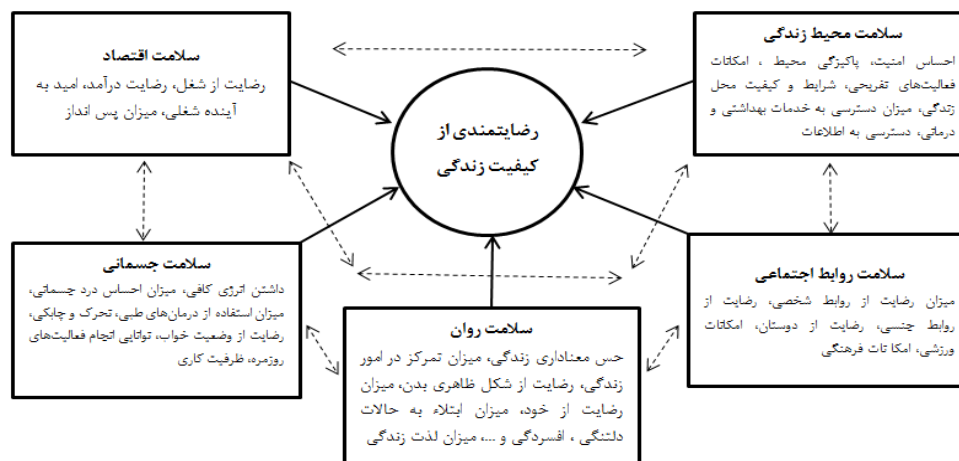 سلامت محیط زندگی
احساس امنیت، پاکیزگی محیط ، امکانات
فعالیت‌های تفریحی، شرایط و کیفیت محل
زندگی، میزان دسترسی به خدمات بهداشتی و
درمانی، دسترسی به اطلاعات
سلامت اقتصاد
رضایت از شغل، رضایت درآمد، امید به
آینده شغلی، میزان پس انداز
رضایتمندی از
کیفیت زندگی
سلامت روابط اجتماعی
میزان رضایت از روابط شخصی، رضایت از
روابط جنسی، رضایت از دوستان، امکانات
ورزشی، امکا نات فرهنگی
سلامت جسمانی
داشتن انرژی کافی، میزان احساس درد جسمانی،
میزان استفاده از درمان‌های طبی، تحرک و چابکی،
رضایت از وضعیت خواب، توانایی انجام فعالیت‌های
روزمره، ظرفیت کاری
سلامت روان
حس معناداری زندگی، میزان تمرکز در امور
زندگی، رضایت از شکل ظاهری بدن، میزان
رضایت از خود، میزان ابتلاء به حالات
دلتنگی ، افسردگی و ...، میزان لذت زندگی